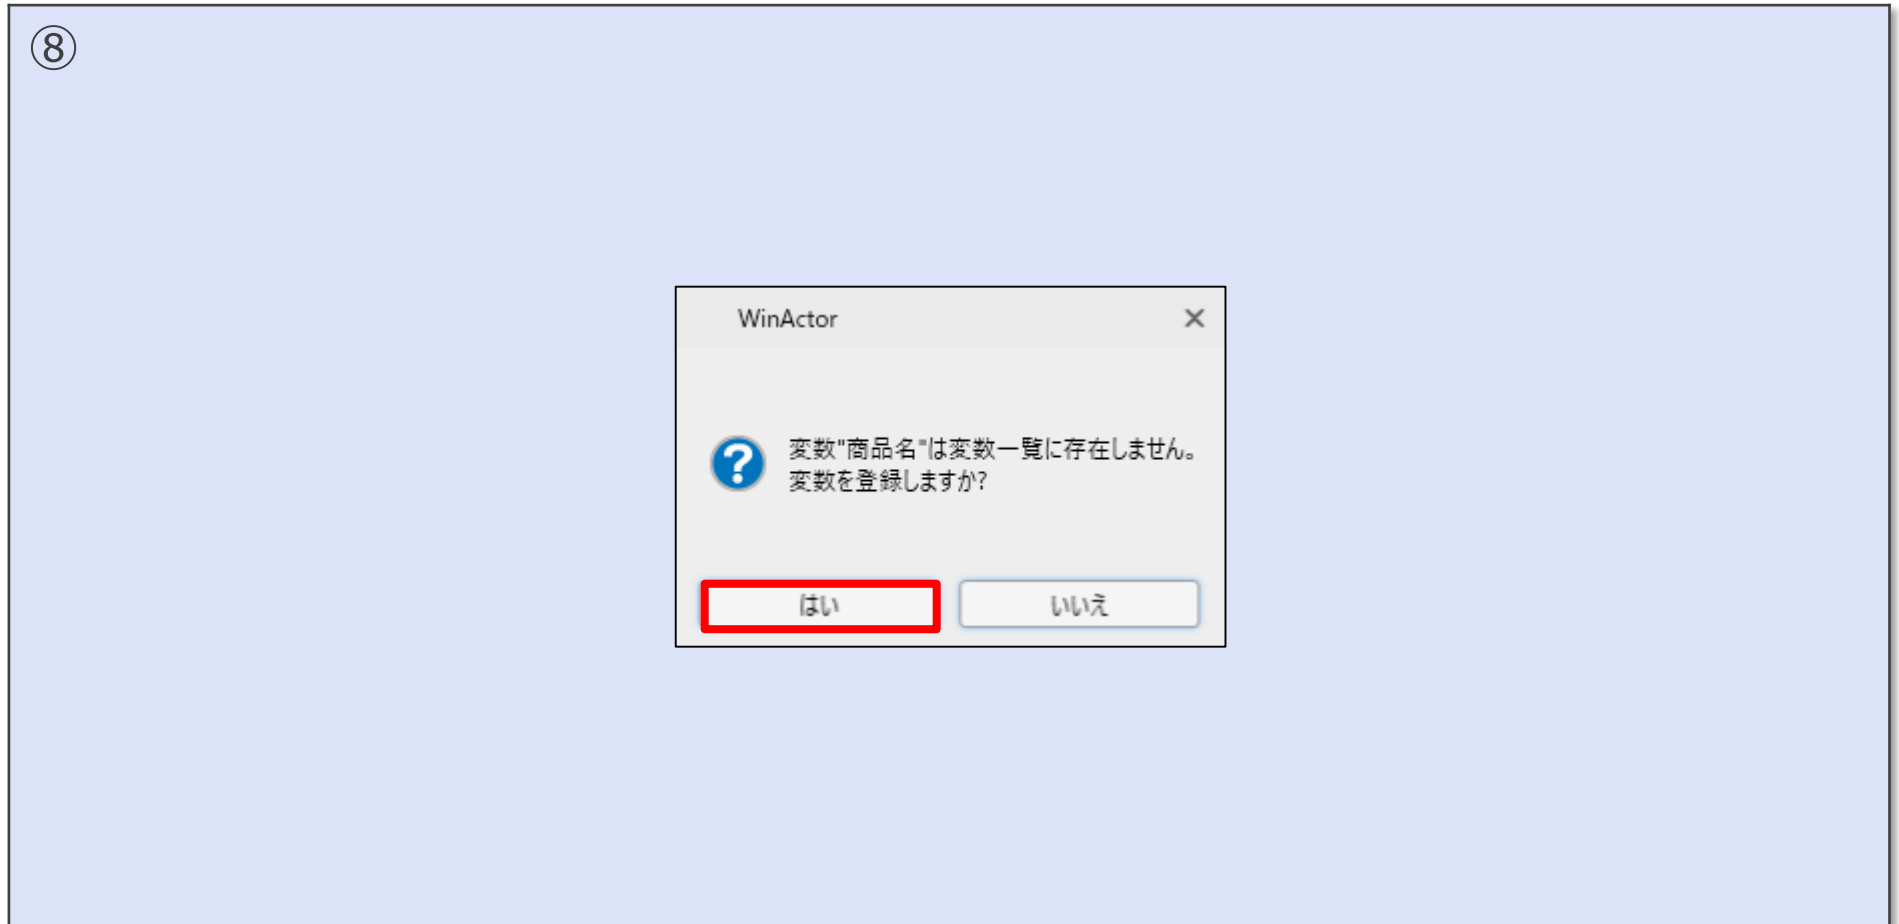 ⑧
WinActor
変数"商品名"は変数一覧に存在しません。
変数を登録しますか?
はい
いいえ